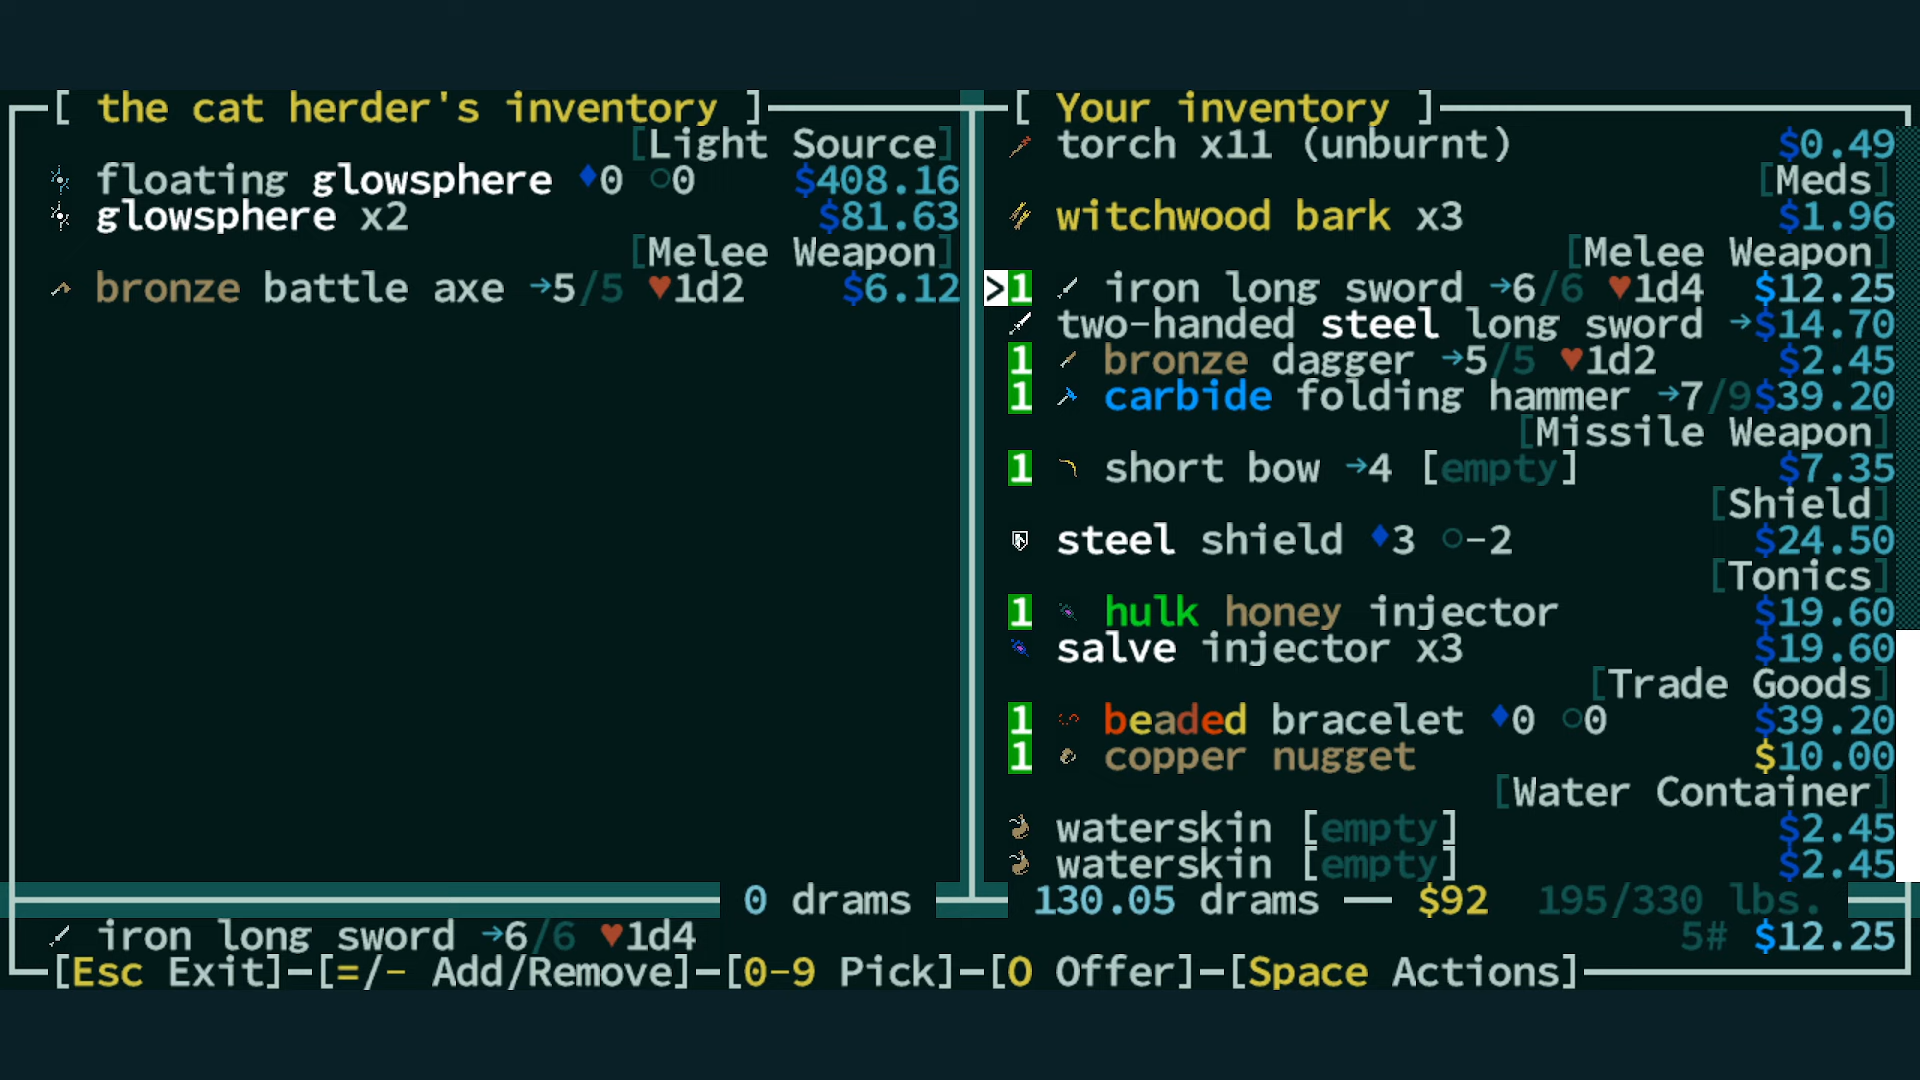 [ the cat herder's inventory ]
[Light Source]
floating glowsphere ♦0 ○0 $408.16
glowsphere x2 $81.63
[Melee Weapon]
bronze battle axe →5/5 ♥1d2 $6.12
0 drams
[ Your inventory ]
torch x11 (unburnt) $0.49
[Meds]
witchwood bark x3 $1.96
[Melee Weapon]
>1 iron long sword →6/6 ♥1d4 $12.25
two-handed steel long sword →$14.70
1 bronze dagger →5/5 ♥1d2 $2.45
1 carbide folding hammer →7/9$39.20
[Missile Weapon]
1 short bow →4 [empty] $7.35
[Shield]
steel shield ♦3 ○-2 $24.50
[Tonics]
1 hulk honey injector $19.60
salve injector x3 $19.60
[Trade Goods]
1 beaded bracelet ♦0 ○0 $39.20
1 copper nugget $10.00
[Water Container]
waterskin [empty] $2.45
waterskin [empty] $2.45
130.05 drams — $92 195/330 lbs.
iron long sword →6/6 ♥1d4 5# $12.25
[Esc Exit]—[=/- Add/Remove]—[0-9 Pick]—[O Offer]—[Space Actions]